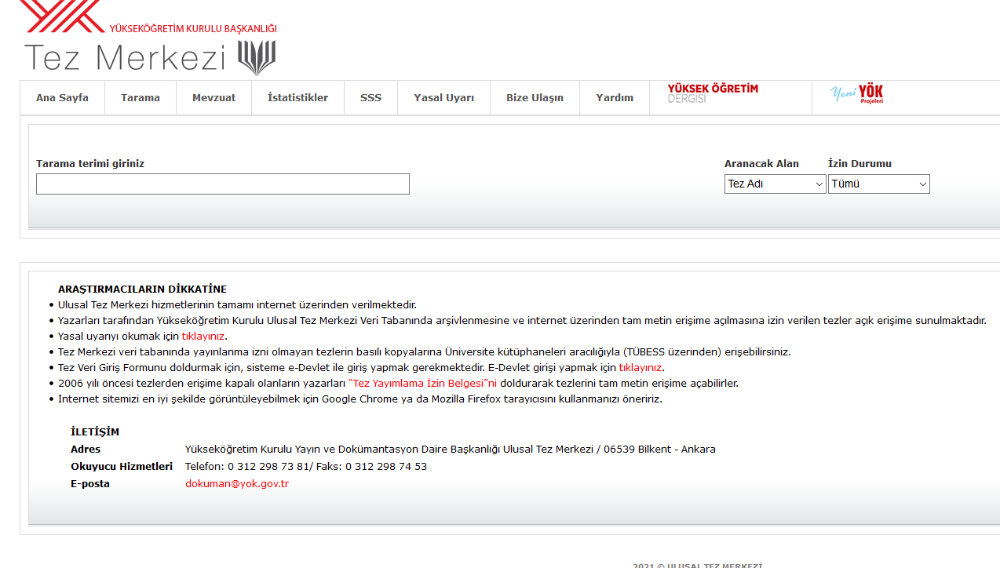 YÜKSEKÖĞRETİM KURULU BAŞKANLIĞI
Tez Merkezi
Ana Sayfa Tarama Mevzuat İstatistikler SSS Yasal Uyarı Bize Ulaşın Yardım YÜKSEK ÖĞRETİM DERGİSİ Yeni YÖK Projeleri
Tarama terimi giriniz Aranacak Alan İzin Durumu
Tez Adı Tümü
ARAŞTIRMACILARIN DİKKATİNE
• Ulusal Tez Merkezi hizmetlerinin tamamı internet üzerinden verilmektedir.
• Yazarları tarafından Yükseköğretim Kurulu Ulusal Tez Merkezi Veri Tabanında arşivlenmesine ve internet üzerinden tam metin erişime açılmasına izin verilen tezler açık erişime sunulmaktadır.
• Yasal uyarıyı okumak için tıklayınız.
• Tez Merkezi veri tabanında yayınlanma izni olmayan tezlerin basılı kopyalarına Üniversite kütüphaneleri aracılığıyla (TÜBESS üzerinden) erişebilirsiniz.
• Tez Veri Giriş Formunu doldurmak için, sisteme e-Devlet ile giriş yapmak gerekmektedir. E-Devlet girişi yapmak için tıklayınız.
• 2006 yılı öncesi tezlerden erişime kapalı olanların yazarları “Tez Yayımlama İzin Belgesi”ni doldurarak tezlerini tam metin erişime açabilirler.
• İnternet sitemizi en iyi şekilde görüntüleyebilmek için Google Chrome ya da Mozilla Firefox tarayıcısını kullanmanızı öneririz.
İLETİŞİM
Adres Yükseköğretim Kurulu Yayın ve Dokümantasyon Daire Başkanlığı Ulusal Tez Merkezi / 06539 Bilkent - Ankara
Okuyucu Hizmetleri Telefon: 0 312 298 73 81/ Faks: 0 312 298 74 53
E-posta dokuman@yok.gov.tr
2021 © ULUSAL TEZ MERKEZİ